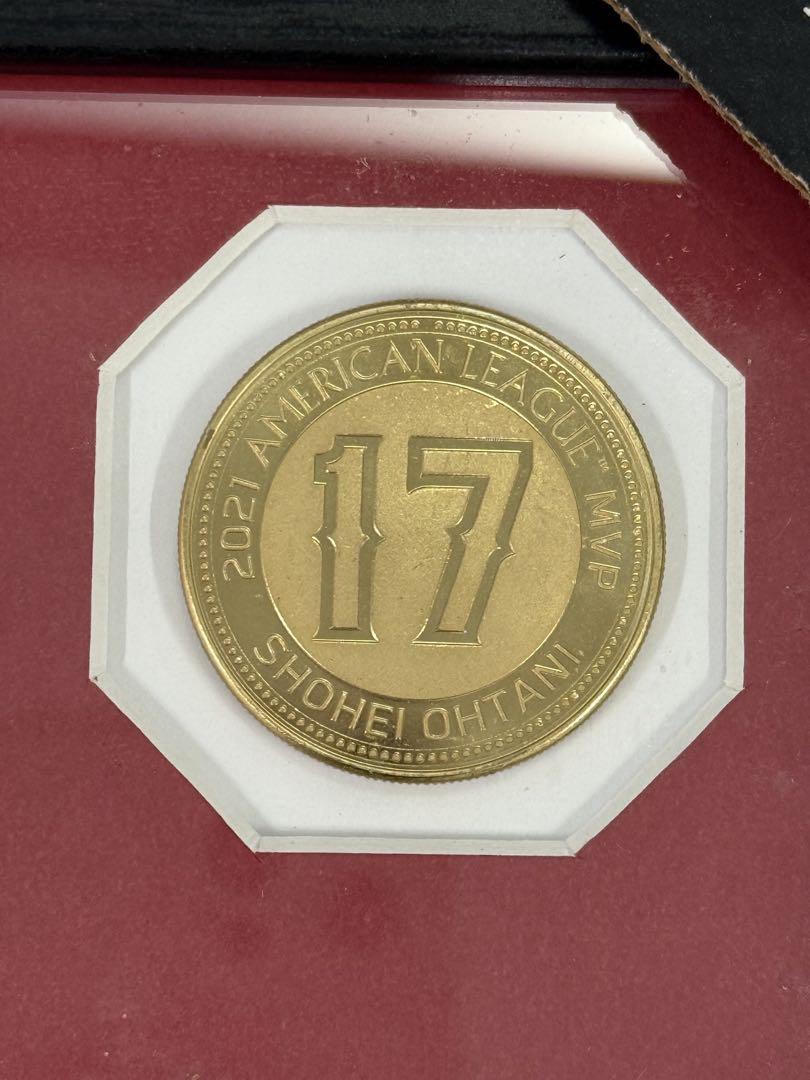 2021 AMERICAN LEAGUE™ MVP
17
SHOHEI OHTANI